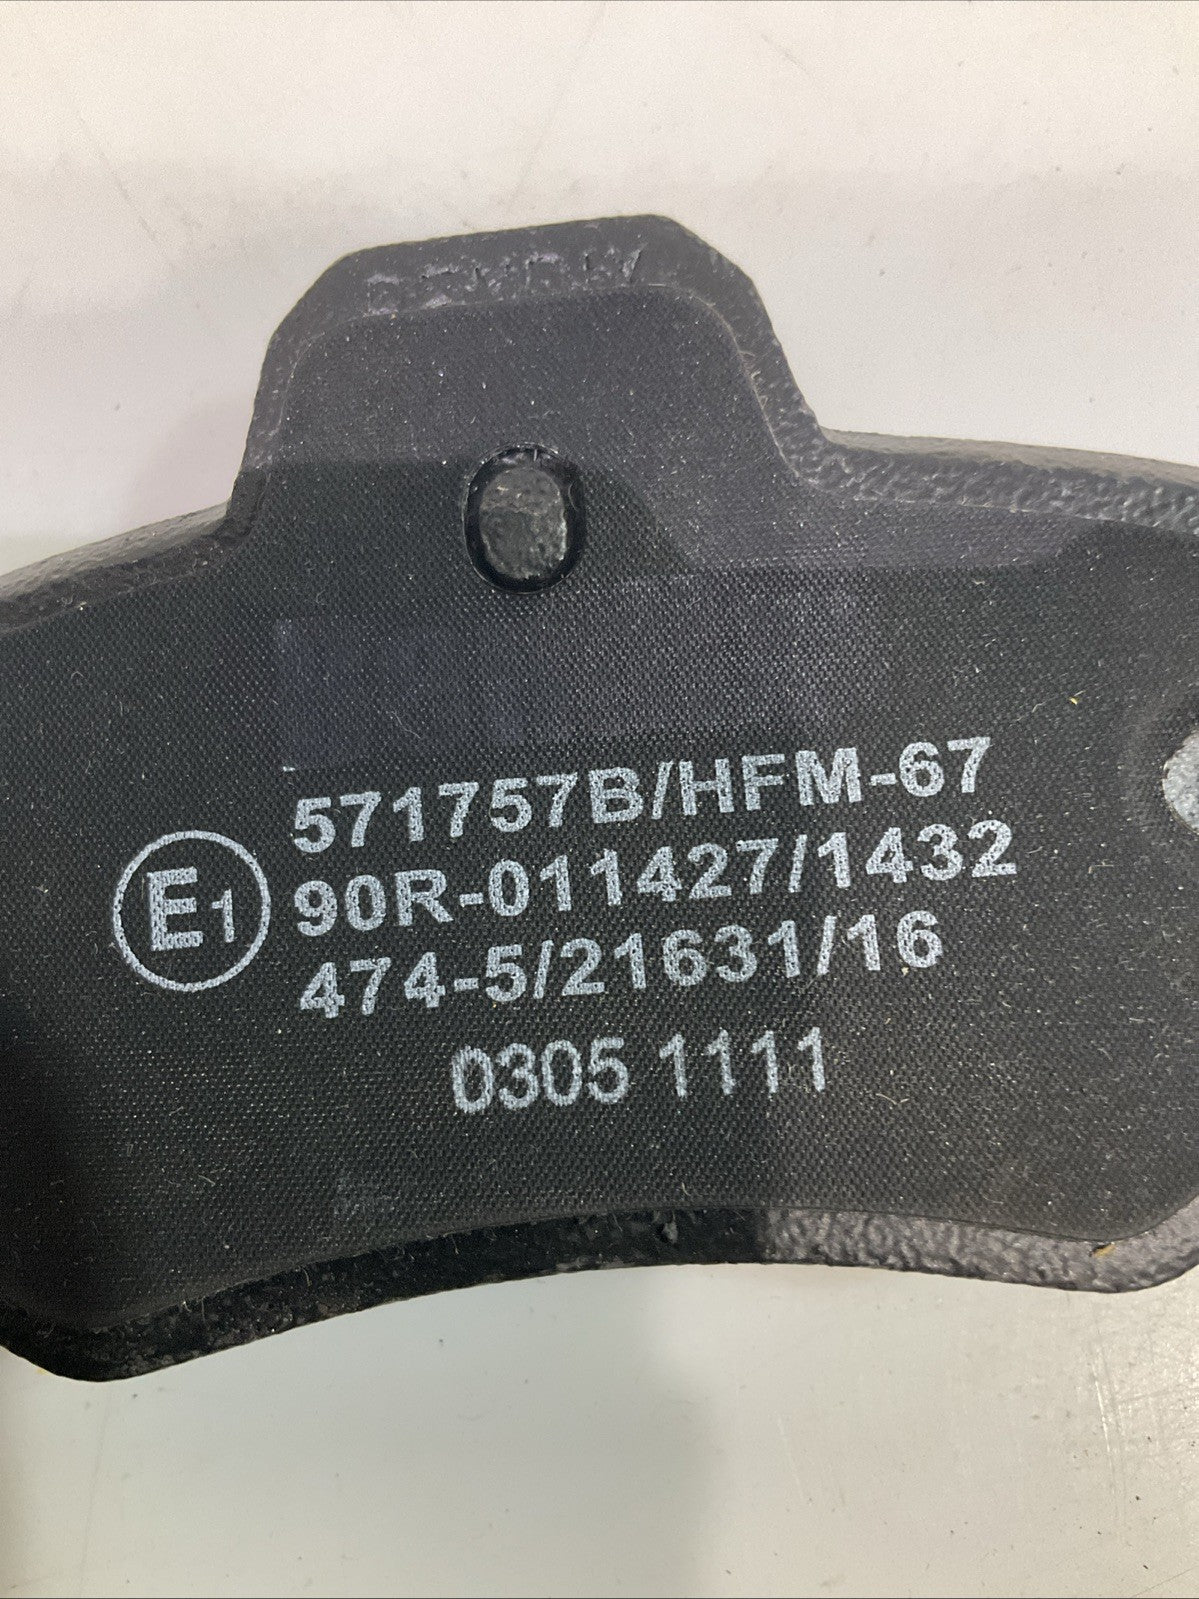 571757B/HFM-67
E1 90R-011427/1432
474-5/21631/16
0305 1111